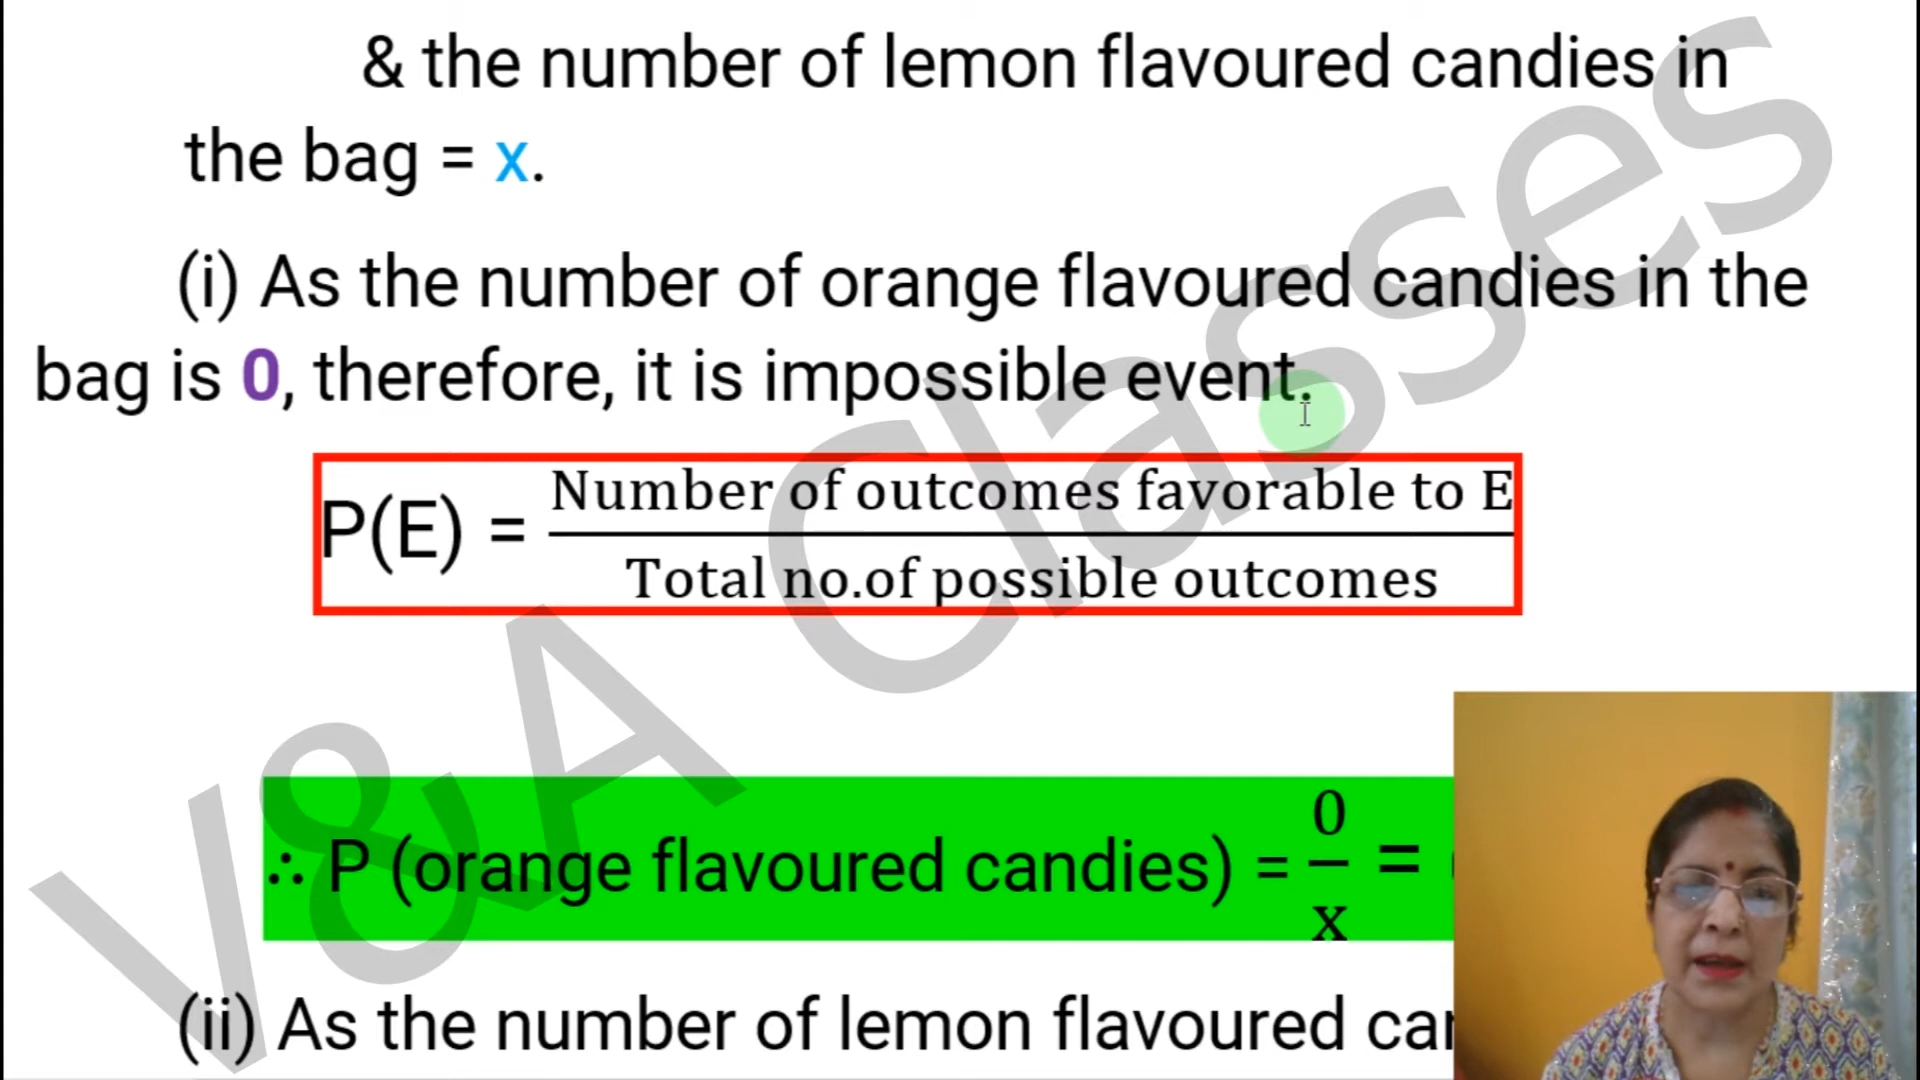 & the number of lemon flavoured candies in
the bag = x.
(i) As the number of orange flavoured candies in the
bag is 0, therefore, it is impossible event.
P(E) = Number of outcomes favorable to E
Total no.of possible outcomes
∴ P (orange flavoured candies) = 0/x =
(ii) As the number of lemon flavoured
V&A Classes